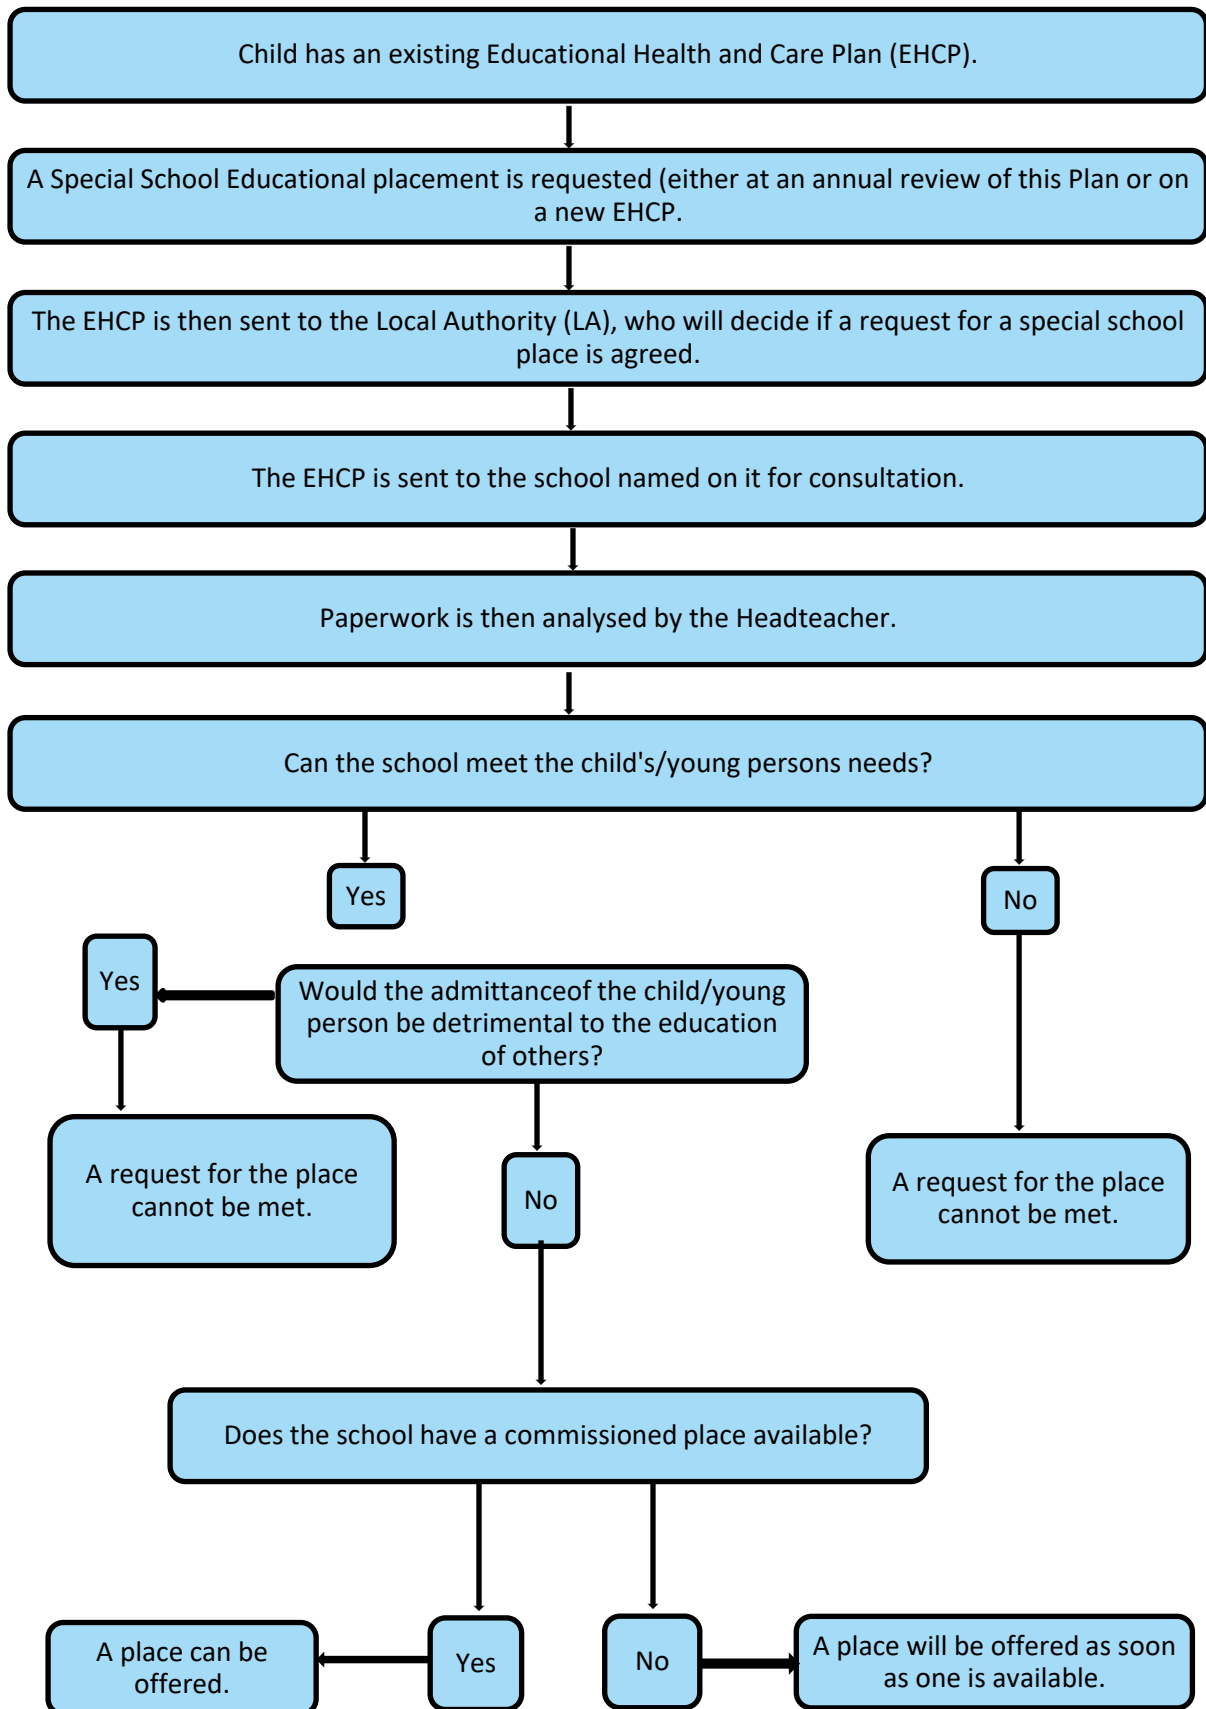 Child has an existing Educational Health and Care Plan (EHCP).
A Special School Educational placement is requested (either at an annual review of this Plan or on
a new EHCP.
The EHCP is then sent to the Local Authority (LA), who will decide if a request for a special school
place is agreed.
The EHCP is sent to the school named on it for consultation.
Paperwork is then analysed by the Headteacher.
Can the school meet the child's/young persons needs?
Yes
No
Yes
Would the admittanceof the child/young
person be detrimental to the education
of others?
A request for the place
cannot be met.
No
A request for the place
cannot be met.
Does the school have a commissioned place available?
A place can be
offered.
Yes
No
A place will be offered as soon
as one is available.